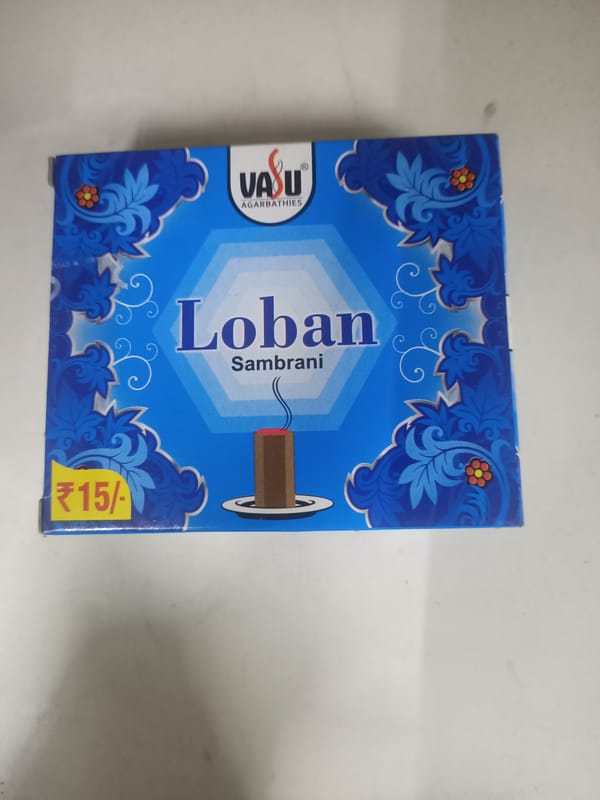 VASU®
AGARBATHIES
Loban
Sambrani
₹15/-